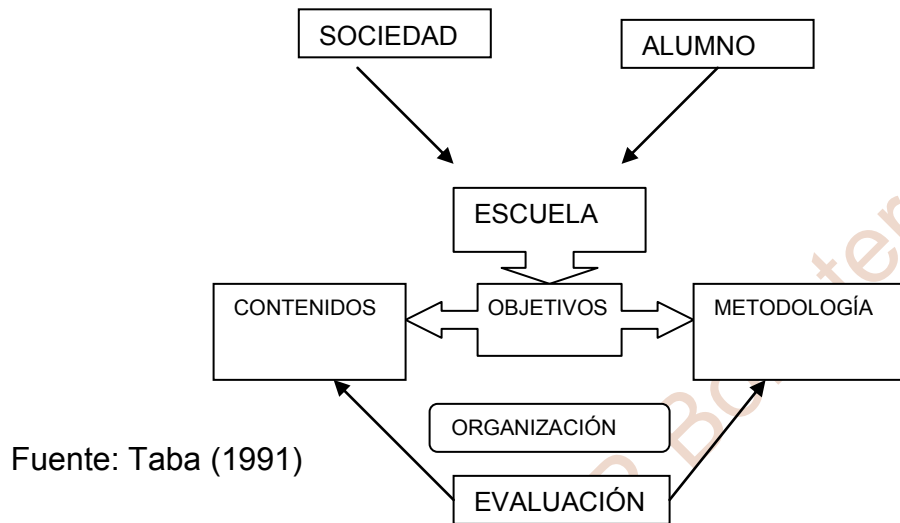 SOCIEDAD
ALUMNO
ESCUELA
CONTENIDOS
OBJETIVOS
METODOLOGÍA
ORGANIZACIÓN
Fuente: Taba (1991)
EVALUACIÓN